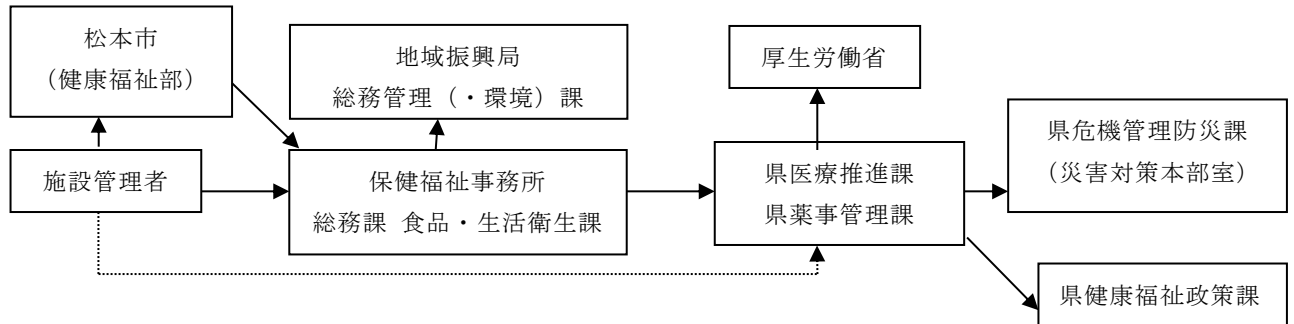 松本市
（健康福祉部）
地域振興局
総務管理（・環境）課
厚生労働省
県危機管理防災課
（災害対策本部室）
施設管理者
保健福祉事務所
総務課 食品・生活衛生課
県医療推進課
県薬事管理課
県健康福祉政策課